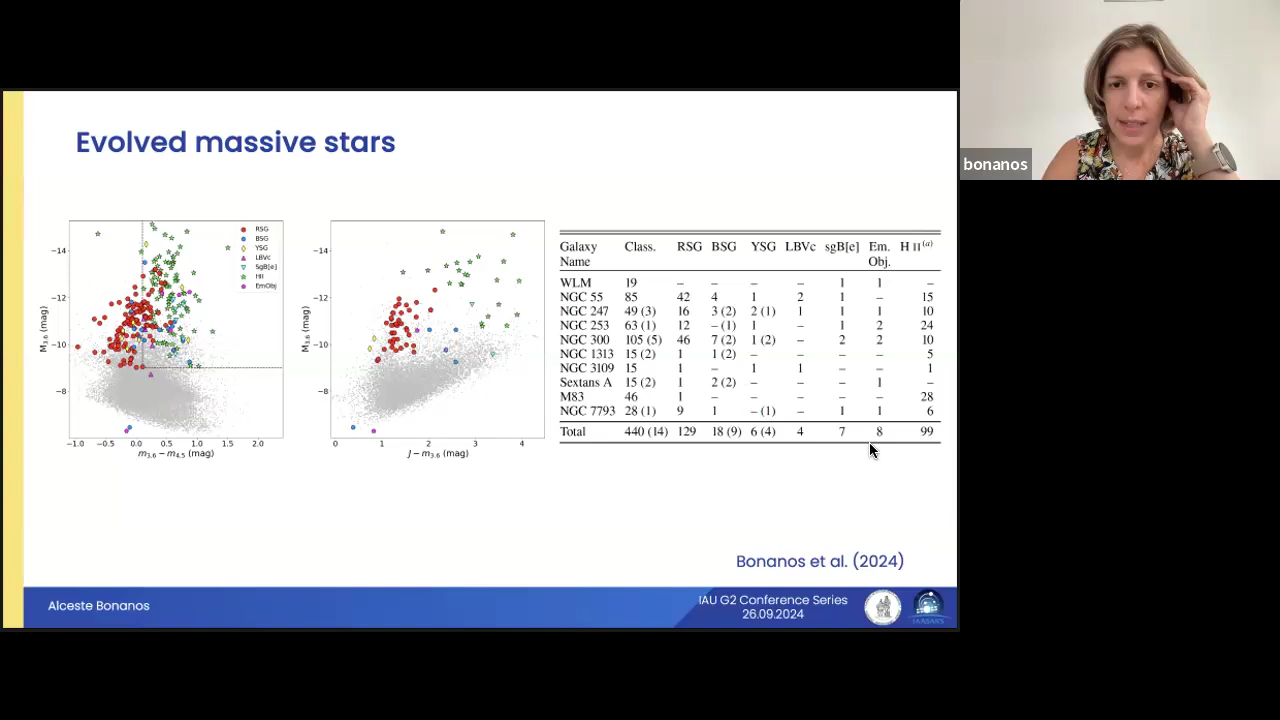 bonanos
Evolved massive stars
RSG
BSG
YSG
LBVc
SgB[e]
HII
EmObj
−14
−12
−10
−8
M3.6 (mag)
−1.0 −0.5 0.0 0.5 1.0 1.5 2.0
m3.6 − m4.5 (mag)
−14
−12
−10
−8
M3.6 (mag)
0 1 2 3 4
J − m3.6 (mag)
Galaxy Class. RSG BSG YSG LBVc sgB[e] Em. H II(a)
Name Obj.
WLM 19 – – – – 1 1 –
NGC 55 85 42 4 1 2 1 – 15
NGC 247 49 (3) 16 3 (2) 2 (1) 1 1 1 10
NGC 253 63 (1) 12 – (1) 1 – 1 2 24
NGC 300 105 (5) 46 7 (2) 1 (2) – 2 2 10
NGC 1313 15 (2) 1 1 (2) – – – – 5
NGC 3109 15 1 – 1 1 – – 1
Sextans A 15 (2) 1 2 (2) – – – 1 –
M83 46 1 – – – – – 28
NGC 7793 28 (1) 9 1 – (1) – 1 1 6
Total 440 (14) 129 18 (9) 6 (4) 4 7 8 99
Bonanos et al. (2024)
Alceste Bonanos
IAU G2 Conference Series
26.09.2024
IAASARS